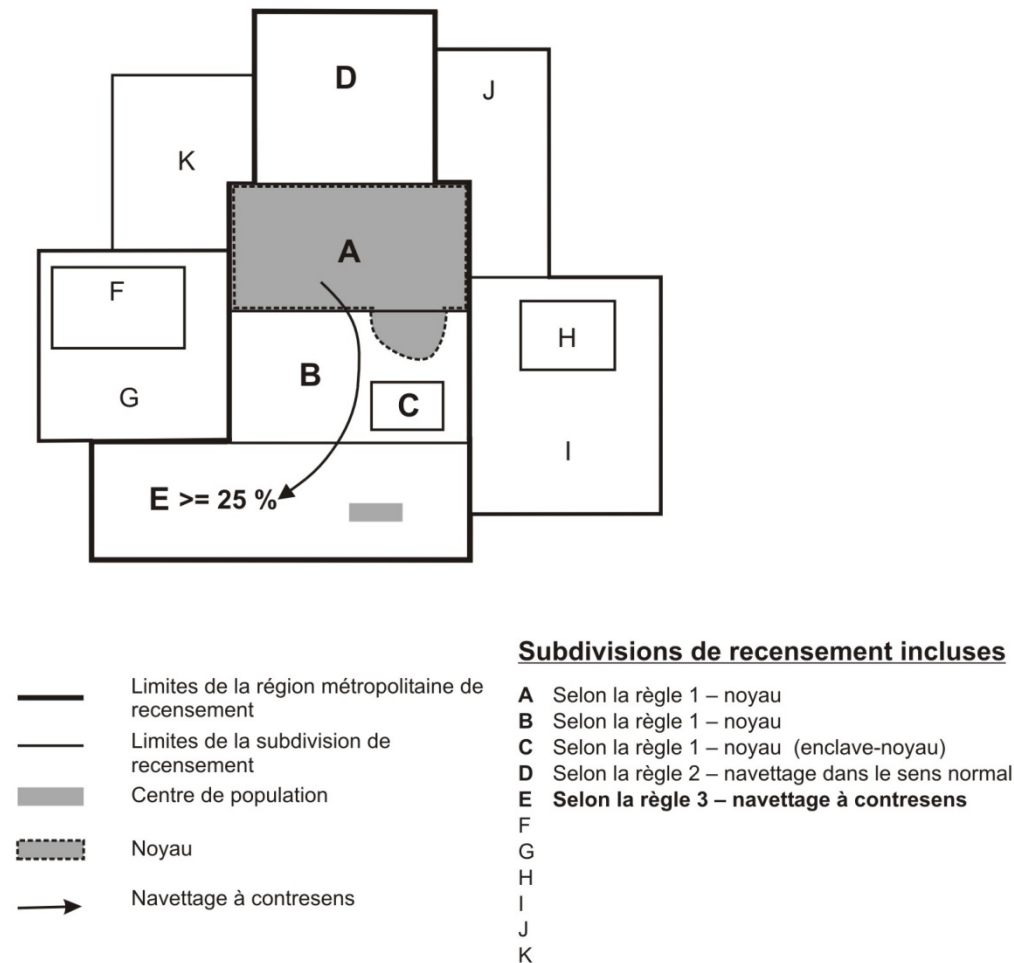 D
J
K
A
F
H
B
C
G
I
E >= 25 %
Limites de la région métropolitaine de
recensement
Limites de la subdivision de
recensement
Centre de population
Noyau
Navettage à contresens
Subdivisions de recensement incluses
A Selon la règle 1 – noyau
B Selon la règle 1 – noyau
C Selon la règle 1 – noyau (enclave-noyau)
D Selon la règle 2 – navettage dans le sens normal
E Selon la règle 3 – navettage à contresens
F
G
H
I
J
K